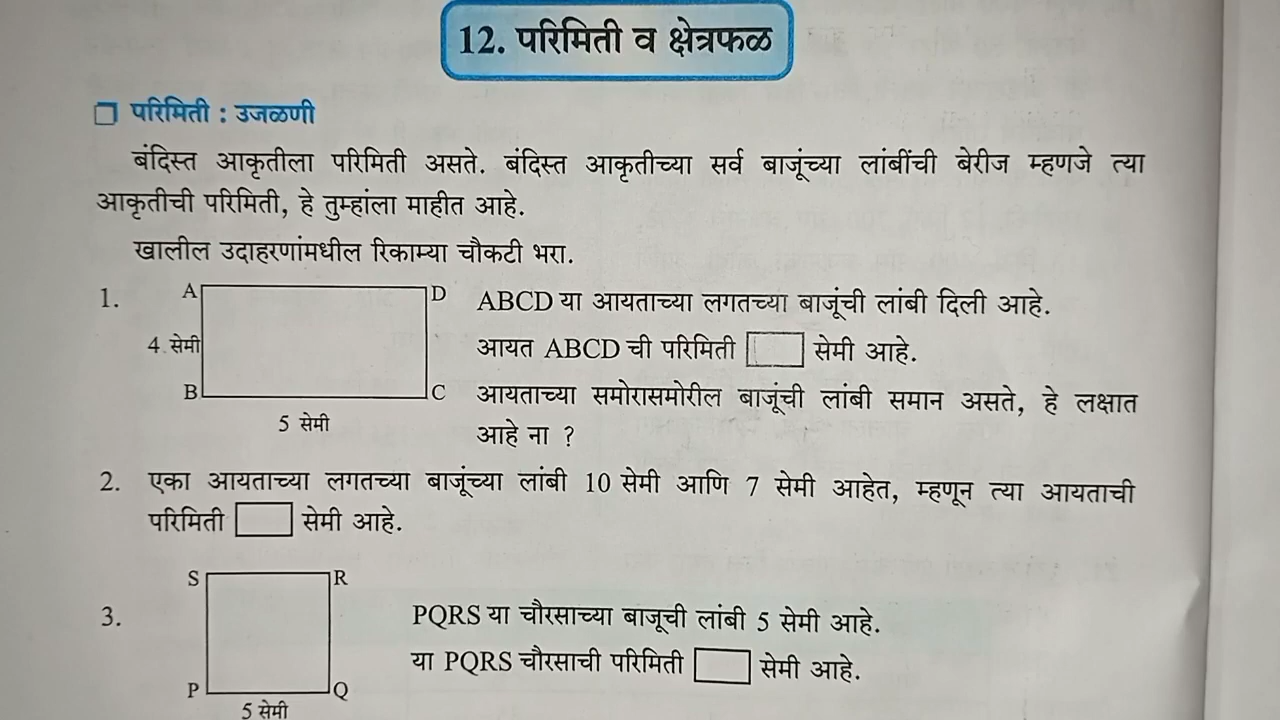 12. परिमिती व क्षेत्रफळ
परिमिती : उजळणी
बंदिस्त आकृतीला परिमिती असते. बंदिस्त आकृतीच्या सर्व बाजूंच्या लांबींची बेरीज म्हणजे त्या
आकृतीची परिमिती, हे तुम्हांला माहीत आहे.
खालील उदाहरणांमधील रिकाम्या चौकटी भरा.
1.
A
D
4 सेमी
B
C
5 सेमी
ABCD या आयताच्या लगतच्या बाजूंची लांबी दिली आहे.
आयत ABCD ची परिमिती सेमी आहे.
आयताच्या समोरासमोरील बाजूंची लांबी समान असते, हे लक्षात
आहे ना ?
2. एका आयताच्या लगतच्या बाजूंच्या लांबी 10 सेमी आणि 7 सेमी आहेत, म्हणून त्या आयताची
परिमिती सेमी आहे.
3.
S
R
P
Q
5 सेमी
PQRS या चौरसाच्या बाजूची लांबी 5 सेमी आहे.
या PQRS चौरसाची परिमिती सेमी आहे.